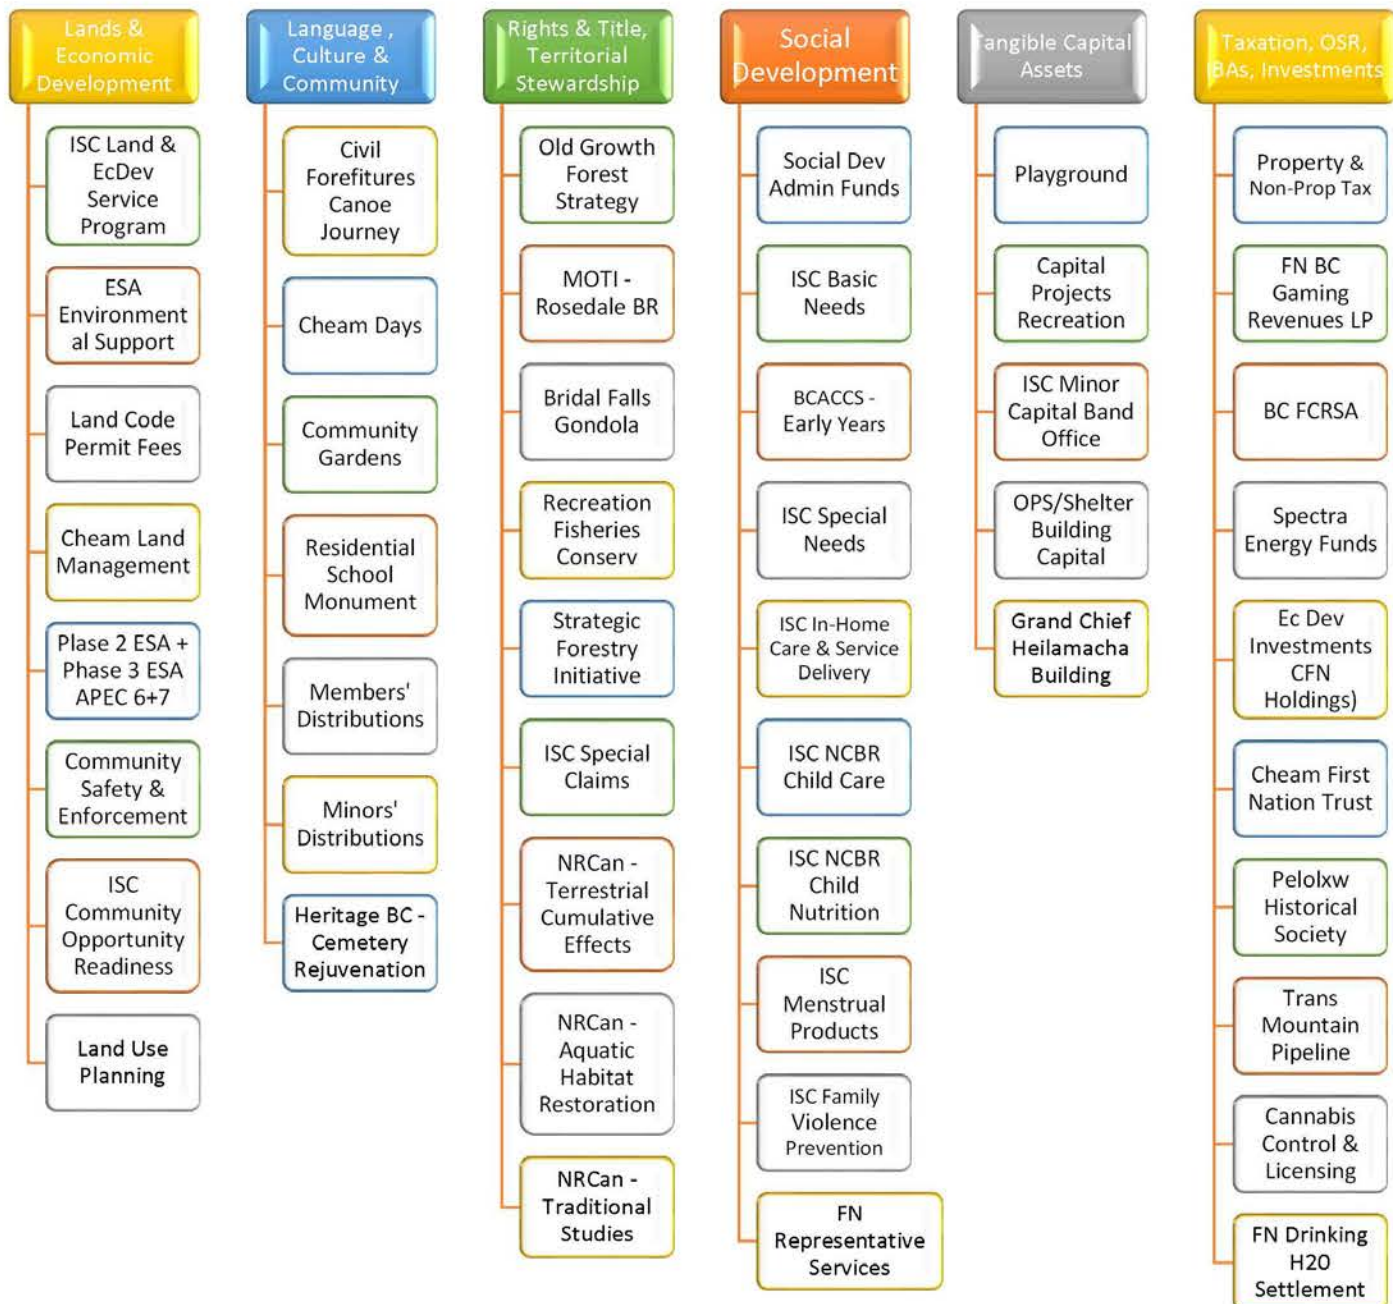 Lands &
Economic
Development
ISC Land &
EcDev
Service
Program
ESA
Environment
al Support
Land Code
Permit Fees
Cheam Land
Management
Plase 2 ESA +
Phase 3 ESA
APEC 6+7
Community
Safety &
Enforcement
ISC
Community
Opportunity
Readiness
Land Use
Planning
Language ,
Culture &
Community
Civil
Forefitures
Canoe
Journey
Cheam Days
Community
Gardens
Residential
School
Monument
Members'
Distributions
Minors'
Distributions
Heritage BC -
Cemetery
Rejuvenation
Rights & Title,
Territorial
Stewardship
Old Growth
Forest
Strategy
MOTI -
Rosedale BR
Bridal Falls
Gondola
Recreation
Fisheries
Conserv
Strategic
Forestry
Initiative
ISC Special
Claims
NRCan -
Terrestrial
Cumulative
Effects
NRCan -
Aquatic
Habitat
Restoration
NRCan -
Traditional
Studies
Social
Development
Social Dev
Admin Funds
ISC Basic
Needs
BCACCS -
Early Years
ISC Special
Needs
ISC In-Home
Care & Service
Delivery
ISC NCBR
Child Care
ISC NCBR
Child
Nutrition
ISC
Menstrual
Products
ISC Family
Violence
Prevention
FN
Representative
Services
Tangible Capital
Assets
Playground
Capital
Projects
Recreation
ISC Minor
Capital Band
Office
OPS/Shelter
Building
Capital
Grand Chief
Heilamacha
Building
Taxation, OSR,
IBAs, Investments
Property &
Non-Prop Tax
FN BC
Gaming
Revenues LP
BC FCRSA
Spectra
Energy Funds
Ec Dev
Investments
CFN
Holdings)
Cheam First
Nation Trust
Pelolxw
Historical
Society
Trans
Mountain
Pipeline
Cannabis
Control &
Licensing
FN Drinking
H20
Settlement